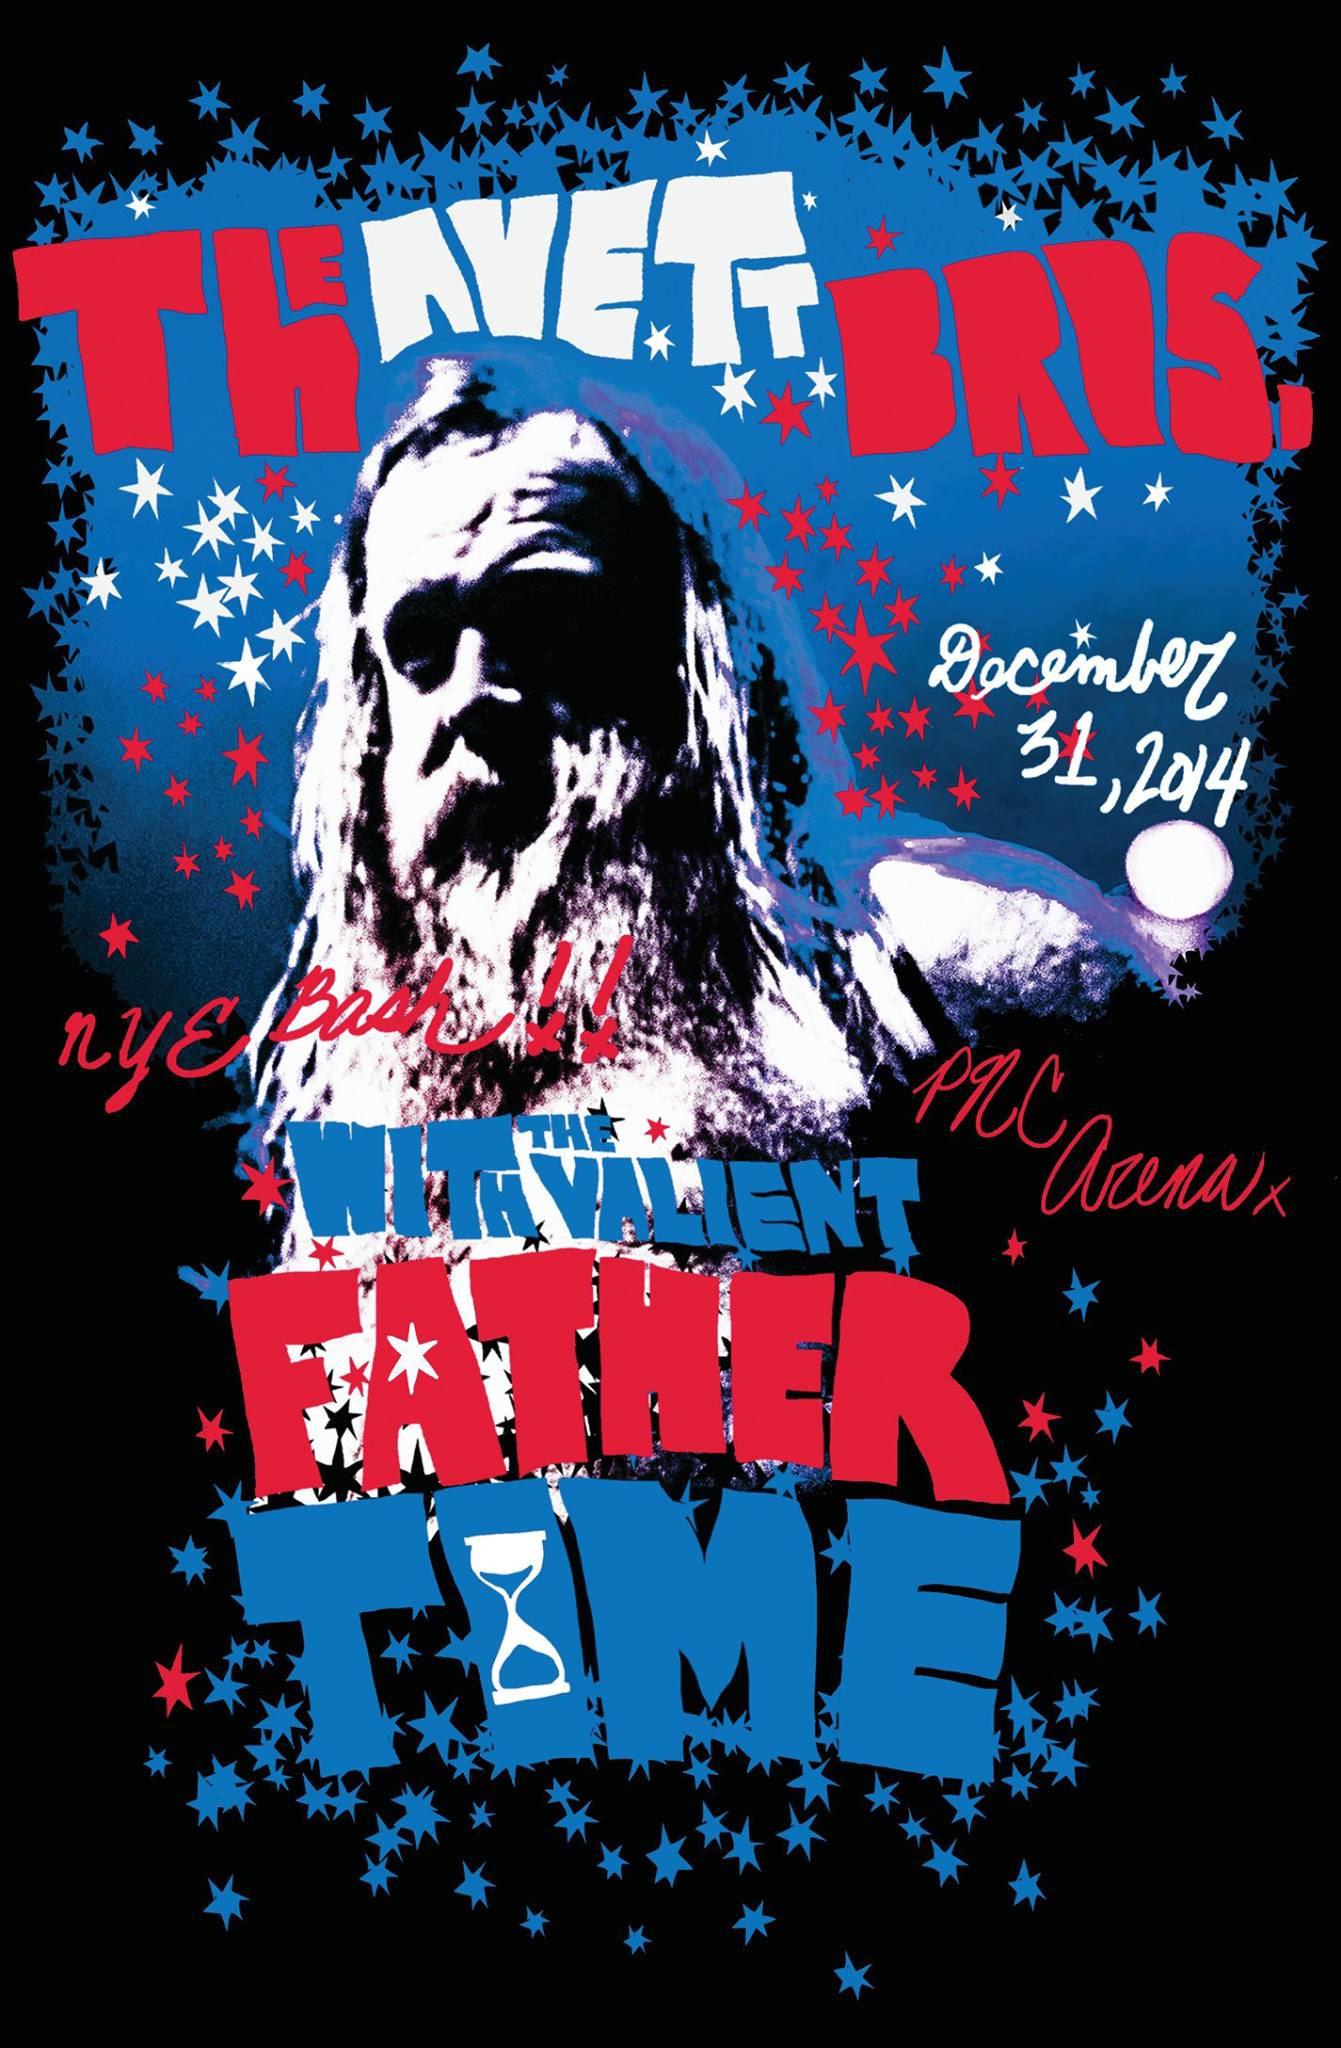 The AVETT BROS.
December
31, 2014
NYE Bash!!
PNC
Arena
WITH THE VALIENT
FATHER
TIME